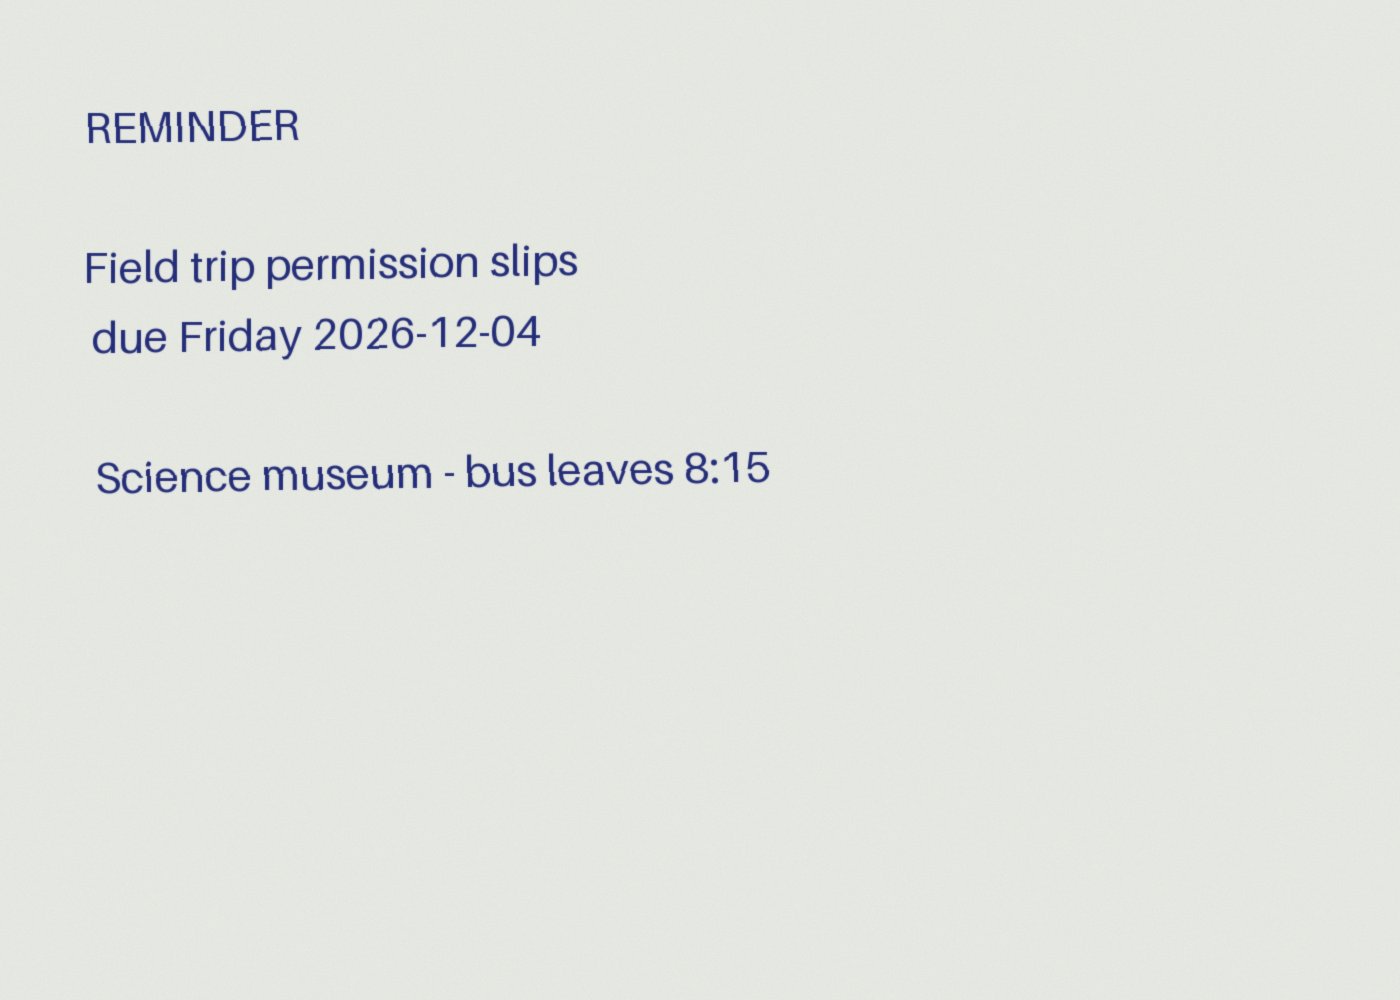 REMINDER
Field trip permission slips
due Friday 2026-12-04
Science museum - bus leaves 8:15